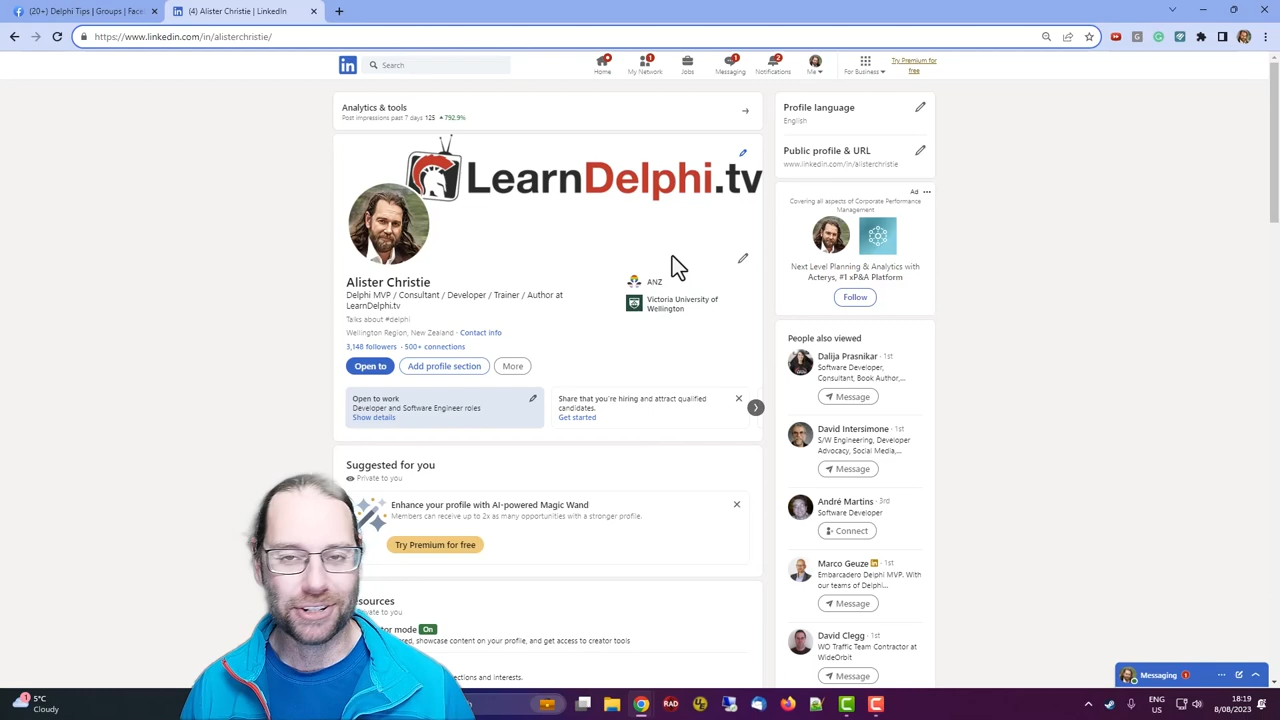 (20+) Delphi Tips | Groups | Faceb
(4) Alister Christie | LinkedIn
https://www.linkedin.com/in/alisterchristie/
in
Search
Home
My Network
Jobs
Messaging
Notifications
Me
For Business
Try Premium for
free
Analytics & tools
Post impressions past 7 days 125 792.9%
LearnDelphi.tv
Alister Christie
Delphi MVP / Consultant / Developer / Trainer / Author at
LearnDelphi.tv
Talks about #delphi
Wellington Region, New Zealand · Contact info
3,148 followers · 500+ connections
ANZ
Victoria University of
Wellington
Open to
Add profile section
More
Open to work
Developer and Software Engineer roles
Show details
Share that you're hiring and attract qualified
candidates.
Get started
Suggested for you
Private to you
Enhance your profile with AI-powered Magic Wand
Members can receive up to 2x as many opportunities with a stronger profile.
Try Premium for free
esources
ivate to you
or mode On
ered, showcase content on your profile, and get access to creator tools
ections and interests.
Profile language
English
Public profile & URL
www.linkedin.com/in/alisterchristie
Ad
Covering all aspects of Corporate Performance
Management
Next Level Planning & Analytics with
Acterys, #1 xP&A Platform
Follow
People also viewed
Dalija Prasnikar · 1st
Software Developer,
Consultant, Book Author,...
Message
David Intersimone · 1st
S/W Engineering, Developer
Advocacy, Social Media,...
Message
André Martins · 3rd
Software Developer
Connect
Marco Geuze in · 1st
Embarcadero Delphi MVP. With
our teams of Delphi...
Message
David Clegg · 1st
WO Traffic Team Contractor at
WideOrbit
Message
Messaging 1
5°C
Cloudy
RAD
ENG
US
18:19
8/08/2023